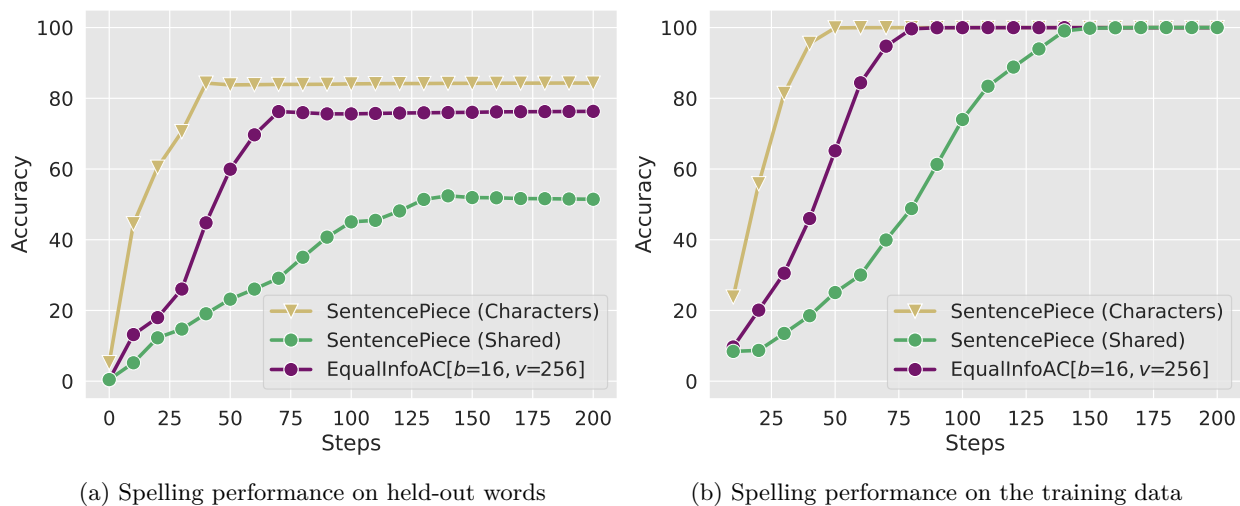 100
80
60
40
20
0
Accuracy
0 25 50 75 100 125 150 175 200
Steps
SentencePiece (Characters)
SentencePiece (Shared)
EqualInfoAC[b=16, v=256]
(a) Spelling performance on held-out words
100
80
60
40
20
0
Accuracy
25 50 75 100 125 150 175 200
Steps
SentencePiece (Characters)
SentencePiece (Shared)
EqualInfoAC[b=16, v=256]
(b) Spelling performance on the training data